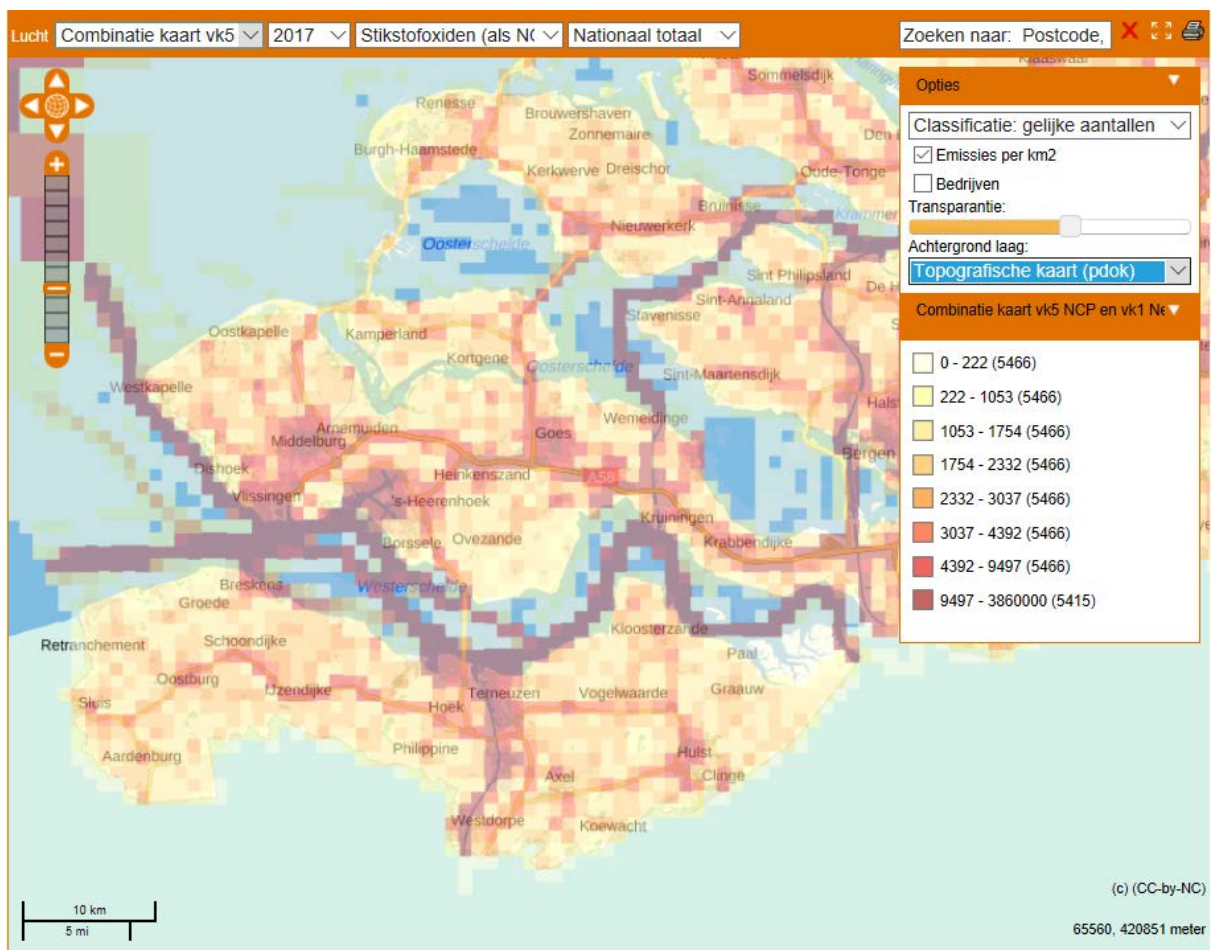 Lucht Combinatie kaart vk5 2017 Stikstofoxiden (als NO Nationaal totaal Zoeken naar: Postcode,
Klaaswaal
Sommelsdijk
Opties
Renesse
Brouwershaven
Classificatie: gelijke aantallen
Zonnemaire
Den
Burgh-Haamstede
Emissies per km2
Kerkwerve Dreischor
Oude-Tonge
Bedrijven
Bruinisse
Transparantie:
Krammer
Nieuwerkerk
Oosterschelde
Achtergrond laag:
Sint Philipsland
Topografische kaart (pdok)
De H
Sint-Annaland
Stavenisse
Combinatie kaart vk5 NCP en vk1 Ne
Oostkapelle
Kamperland
Kortgene
Oosterschelde
0 - 222 (5466)
Sint-Maartensdijk
Westkapelle
222 - 1053 (5466)
Hals
Wemeldinge
Arnemuiden
1053 - 1754 (5466)
Goes
Middelburg
Bergen
1754 - 2332 (5466)
Dishoek
Heinkenszand
A58
Vlissingen
's-Heerenhoek
2332 - 3037 (5466)
Kruiningen
3037 - 4392 (5466)
Borssele
Ovezande
Krabbendijke
4392 - 9497 (5466)
Breskens
Westerschelde
Groede
9497 - 3860000 (5415)
Kloosterzande
Retranchement
Schoondijke
Paal
Oostburg
IJzendijke
Terneuzen
Vogelwaarde
Graauw
Sluis
Hoek
Philippine
Hulst
Aardenburg
Axel
Clinge
Westdorpe
Koewacht
(c) (CC-by-NC)
10 km
5 mi
65560, 420851 meter